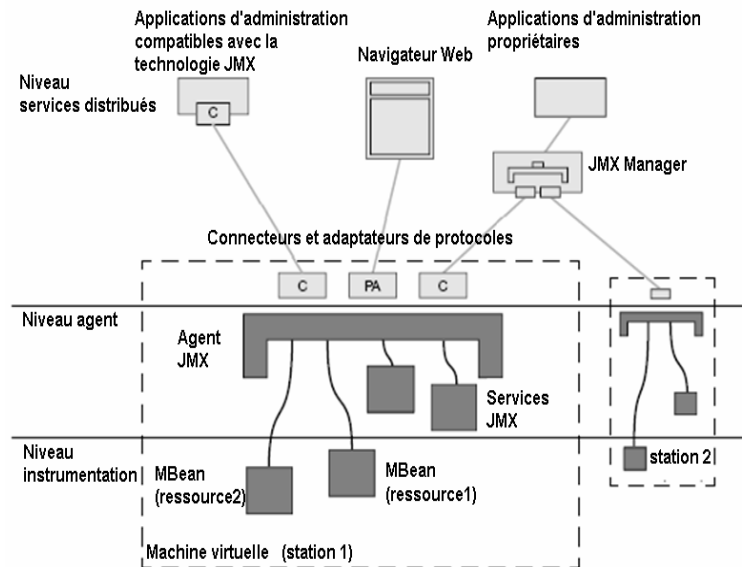 Applications d'administration
compatibles avec la
technologie JMX
Navigateur Web
Applications d'administration
propriétaires
Niveau
services distribués
C
JMX Manager
Connecteurs et adaptateurs de protocoles
C
PA
C
Niveau agent
Agent
JMX
Services
JMX
Niveau
instrumentation
MBean
(ressource2)
MBean
(ressource1)
station 2
Machine virtuelle (station 1)